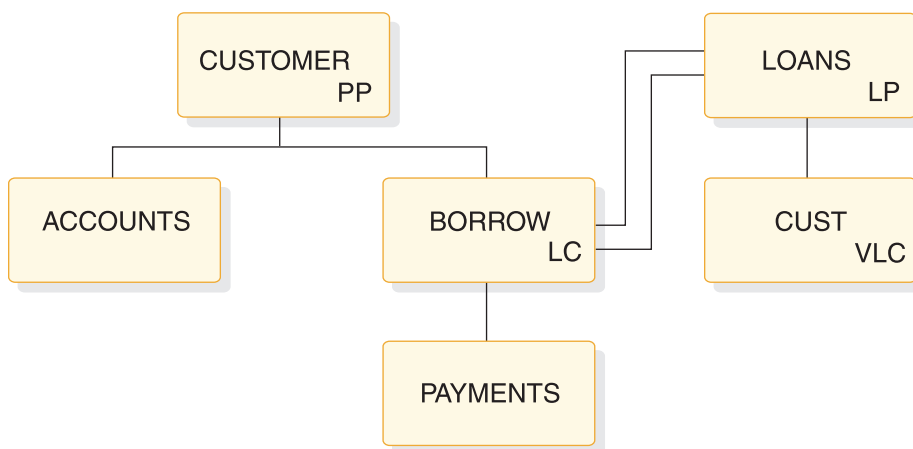 CUSTOMER
PP
LOANS
LP
ACCOUNTS
BORROW
LC
CUST
VLC
PAYMENTS